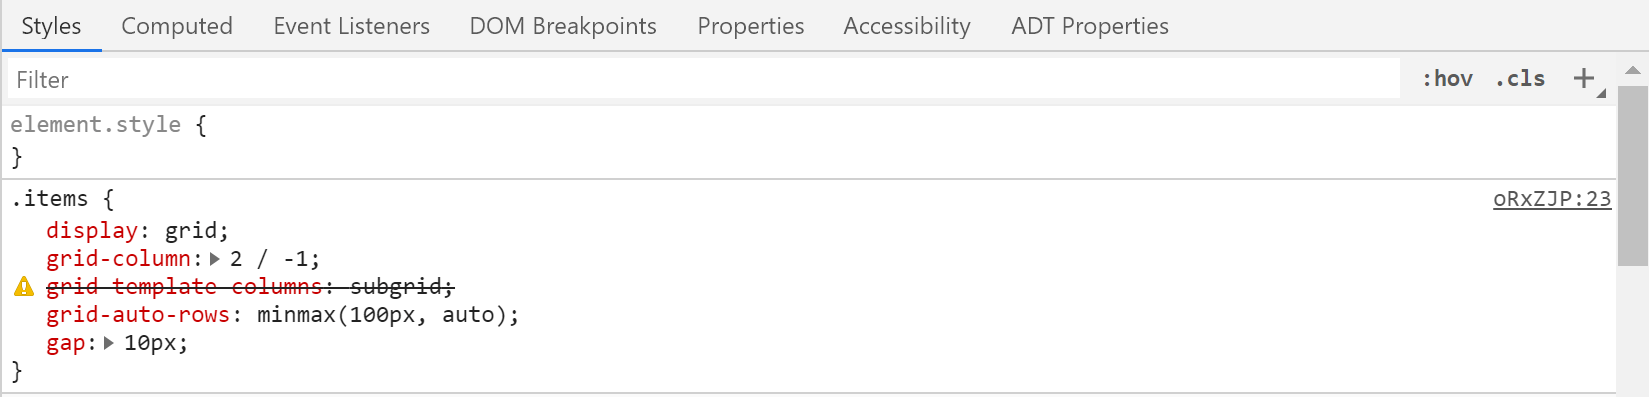 Styles Computed Event Listeners DOM Breakpoints Properties Accessibility ADT Properties
Filter :hov .cls +
element.style {
}
.items { oRxZJP:23
display: grid;
grid-column: 2 / -1;
grid-template-columns: subgrid;
grid-auto-rows: minmax(100px, auto);
gap: 10px;
}